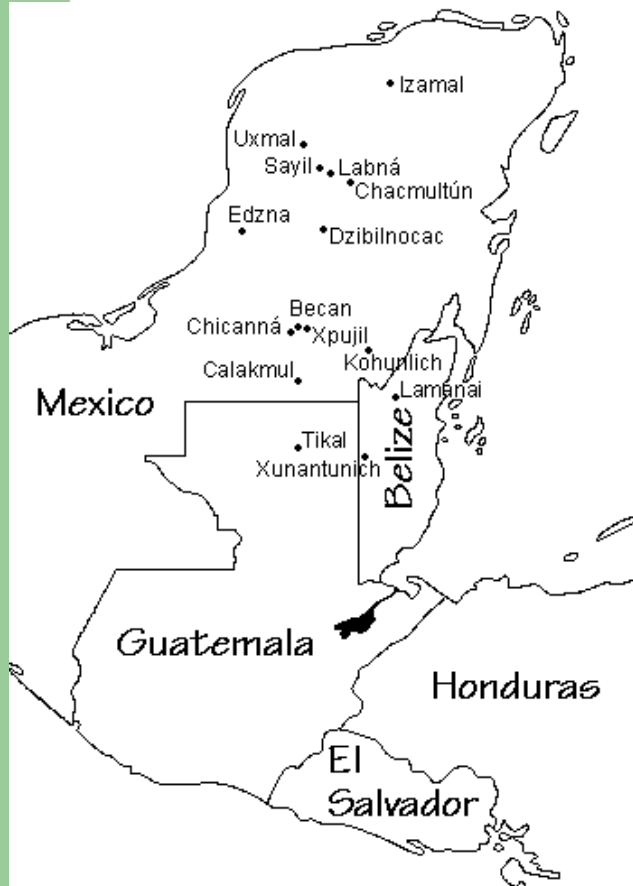 Izamal
Uxmal
Sayil
Labná
Chacmultún
Edzna
Dzibilnocac
Becan
Chicanná
Xpujil
Kohunlich
Calakmul
Lamanai
Mexico
Belize
Tikal
Xunantunich
Guatemala
Honduras
El
Salvador